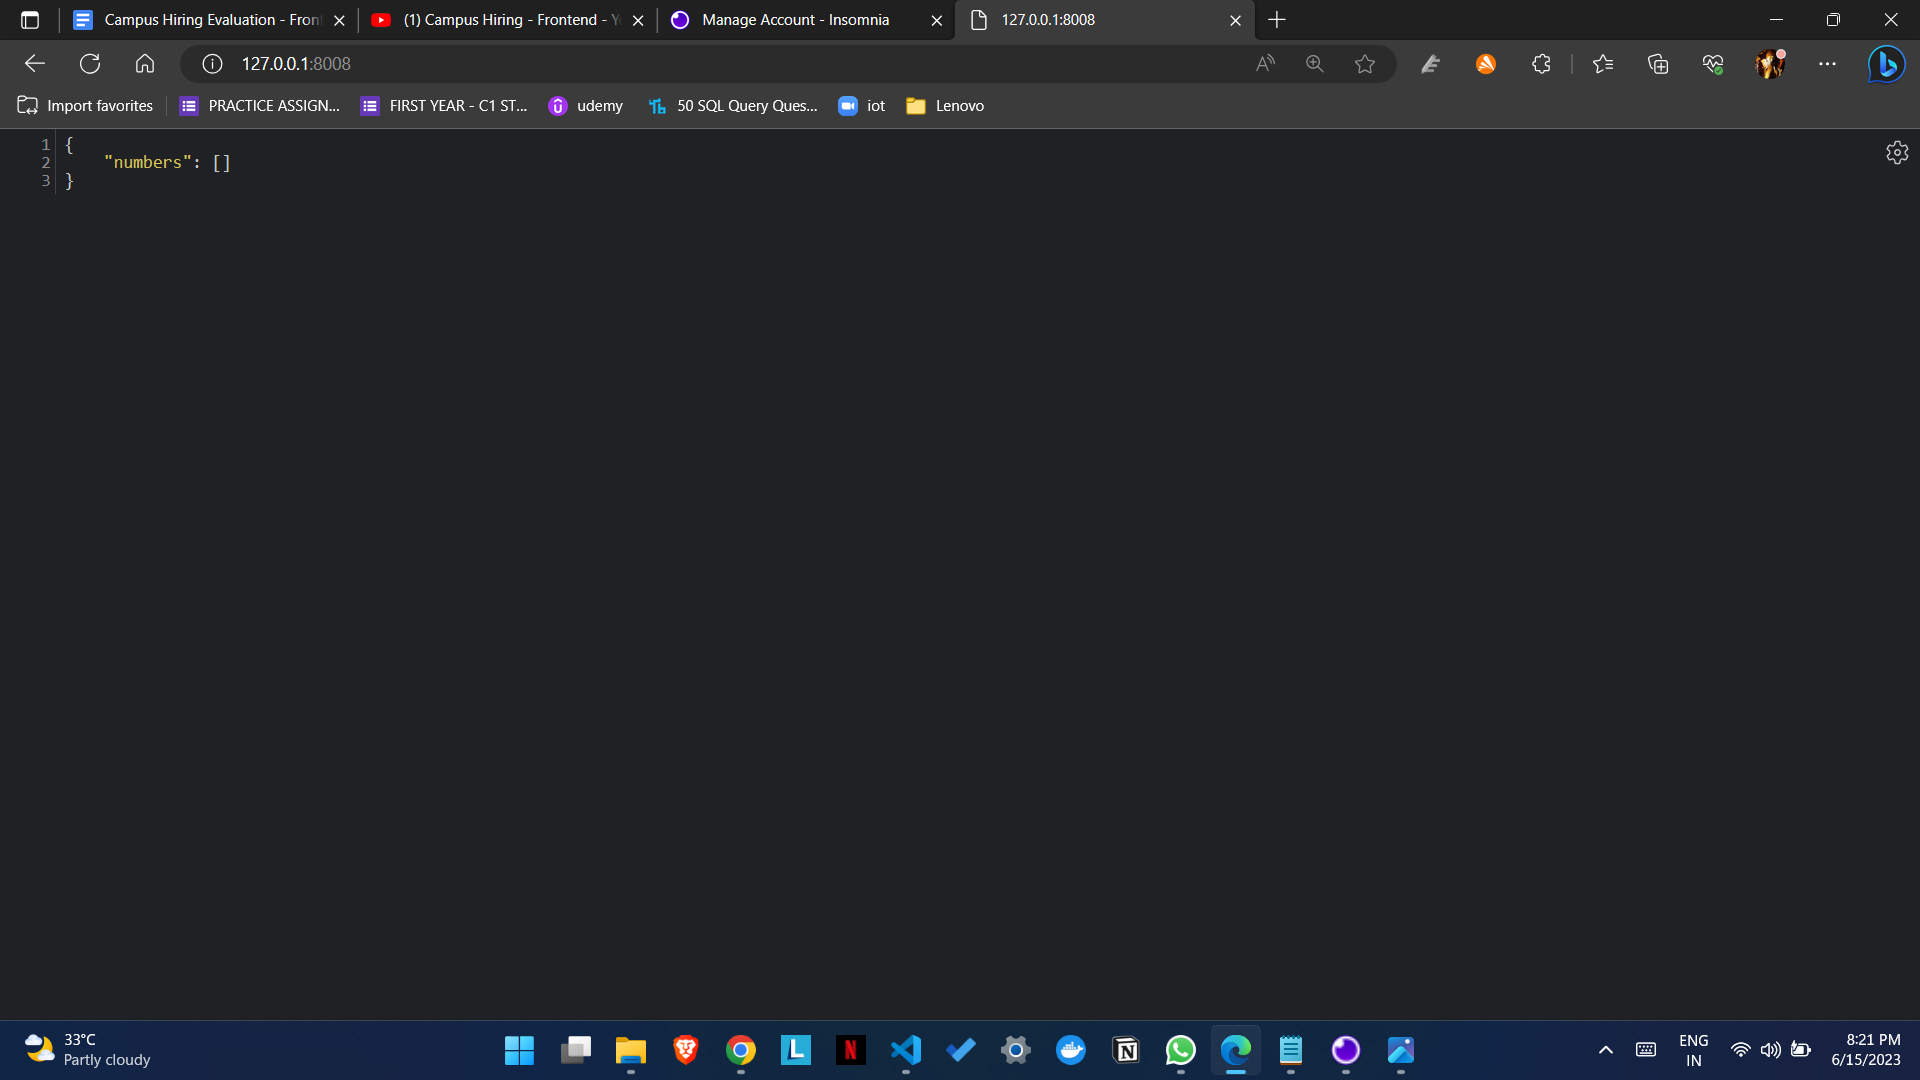 Campus Hiring Evaluation - Fron
(1) Campus Hiring - Frontend - Y
Manage Account - Insomnia
127.0.0.1:8008
127.0.0.1:8008
Import favorites
PRACTICE ASSIGN...
FIRST YEAR - C1 ST...
udemy
50 SQL Query Ques...
iot
Lenovo
1 {
2 "numbers": []
3 }
33°C
Partly cloudy
ENG
IN
8:21 PM
6/15/2023